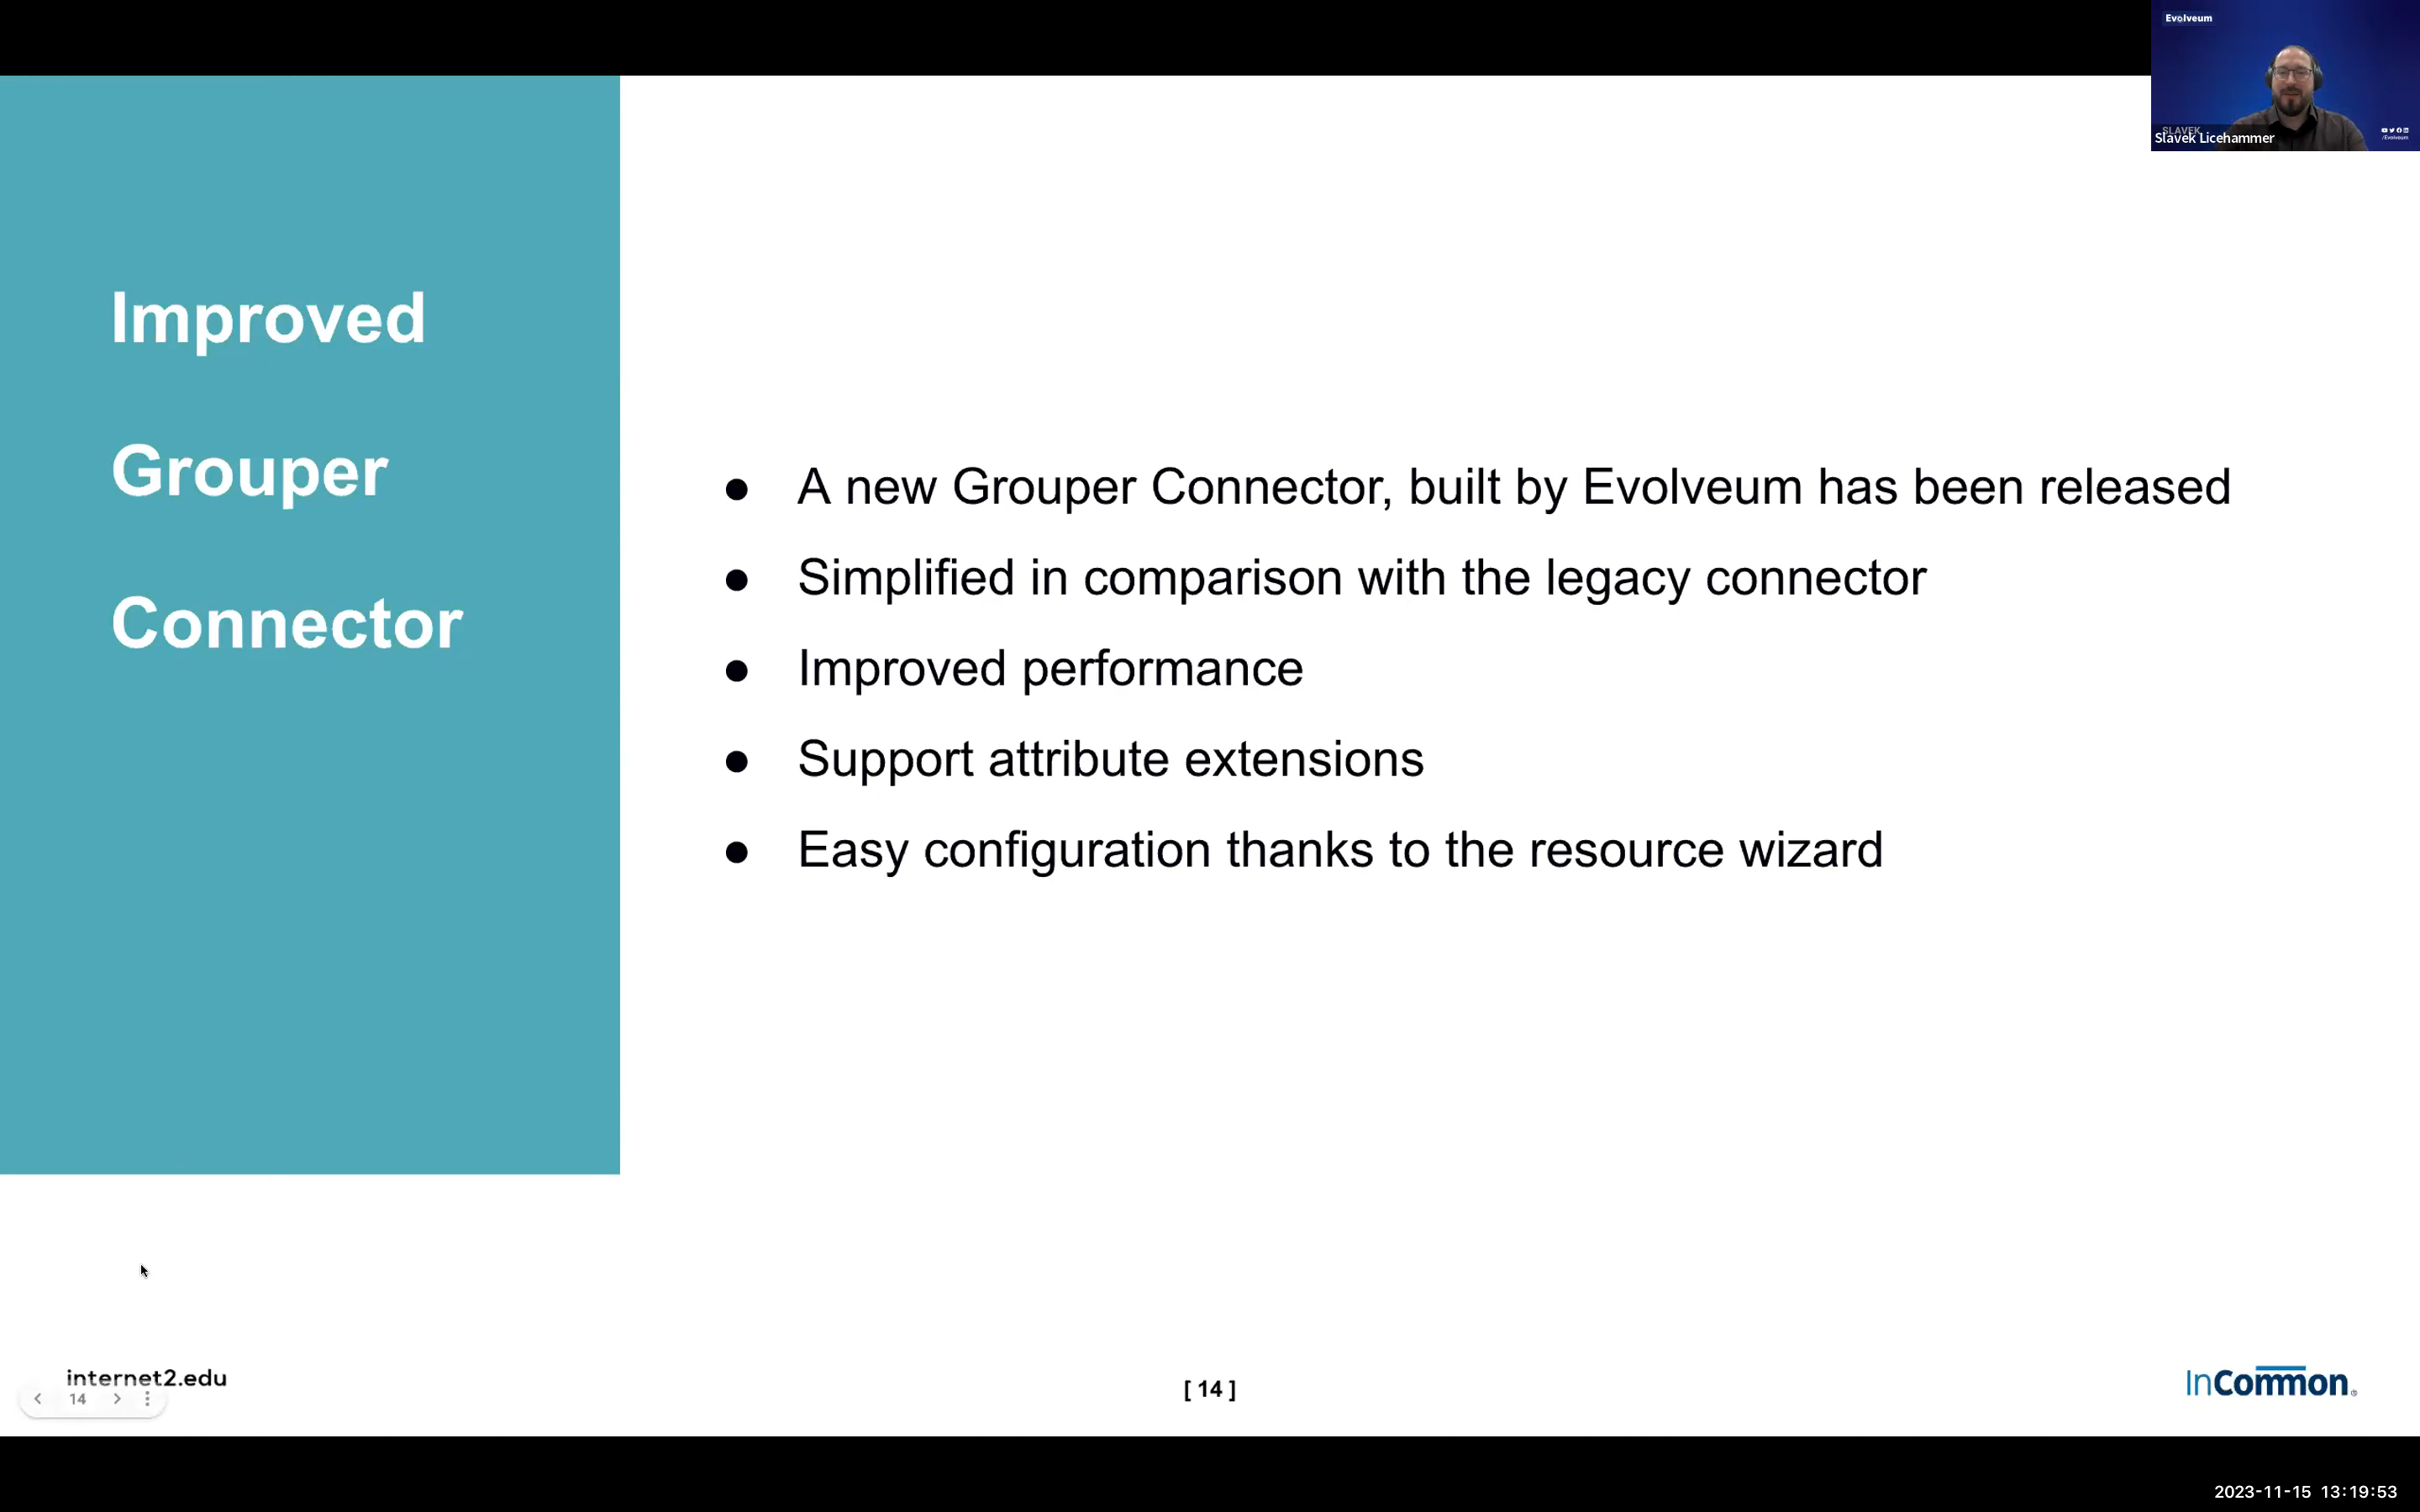 Evolveum
SLAVEK
Slavek Licehammer
/Evolveum
Improved
Grouper
Connector
● A new Grouper Connector, built by Evolveum has been released
● Simplified in comparison with the legacy connector
● Improved performance
● Support attribute extensions
● Easy configuration thanks to the resource wizard
internet2.edu
14
[ 14 ]
InCommon®
2023-11-15 13:19:53